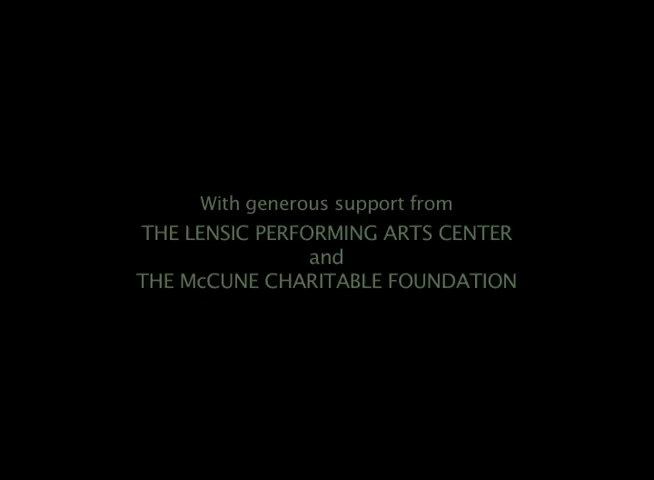 With generous support from
THE LENSIC PERFORMING ARTS CENTER
and
THE McCUNE CHARITABLE FOUNDATION